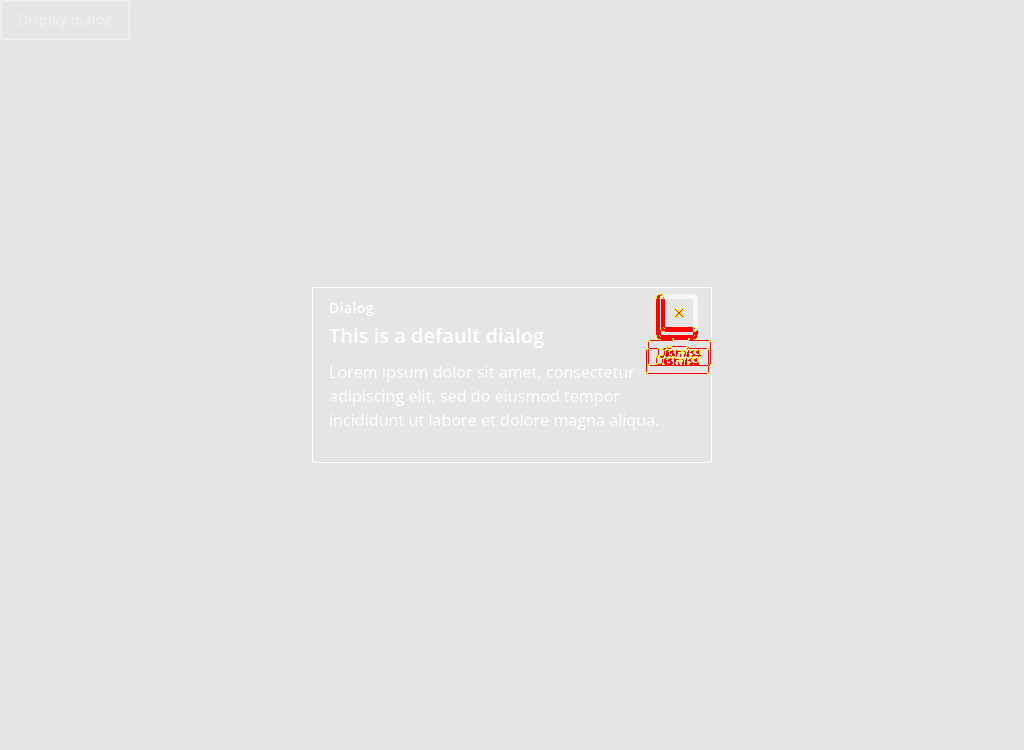 Display dialog
Dialog
This is a default dialog
Dismiss
Lorem ipsum dolor sit amet, consectetur
adipiscing elit, sed do eiusmod tempor
incididunt ut labore et dolore magna aliqua.